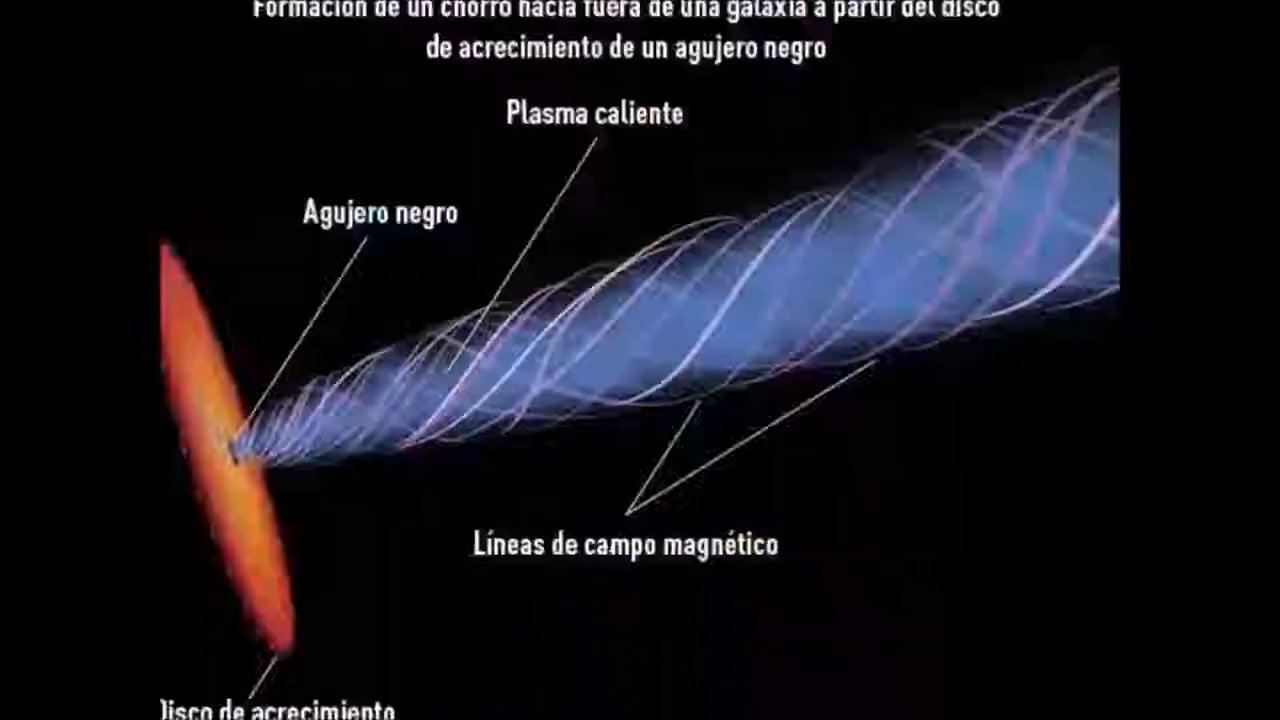 Formación de un chorro hacia fuera de una galaxia a partir del disco
de acrecimiento de un agujero negro
Plasma caliente
Agujero negro
Líneas de campo magnético
Disco de acrecimiento